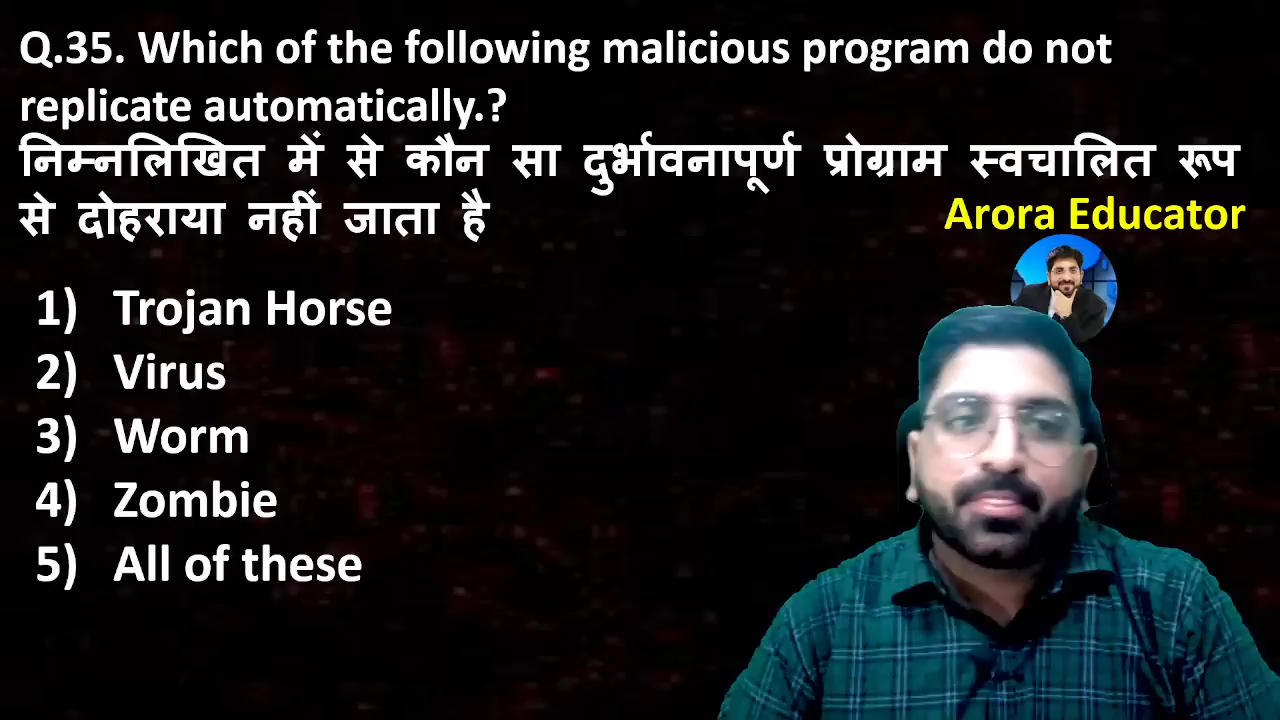 Q.35. Which of the following malicious program do not
replicate automatically.?
निम्नलिखित में से कौन सा दुर्भावनापूर्ण प्रोग्राम स्वचालित रूप
से दोहराया नहीं जाता है
Arora Educator
1) Trojan Horse
2) Virus
3) Worm
4) Zombie
5) All of these